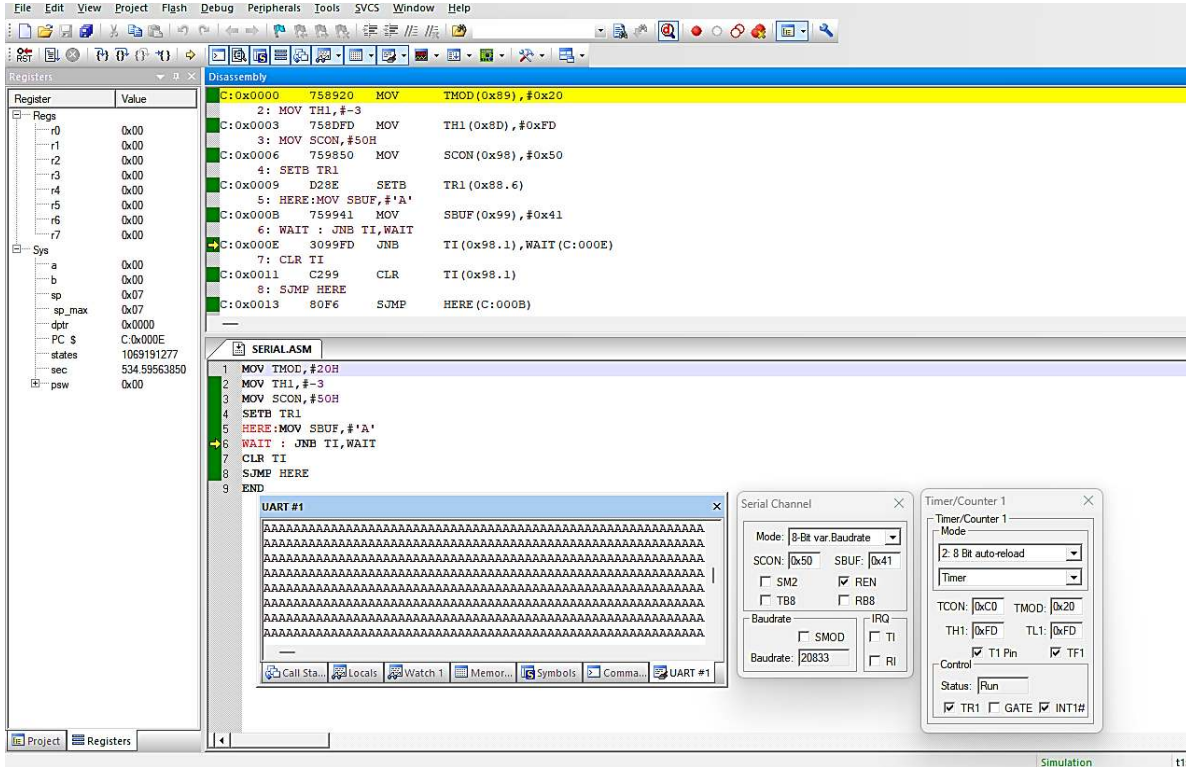 File Edit View Project Flash Debug Peripherals Tools SVCS Window Help
RST
Registers
Register Value
Regs
r0 0x00
r1 0x00
r2 0x00
r3 0x00
r4 0x00
r5 0x00
r6 0x00
r7 0x00
Sys
a 0x00
b 0x00
sp 0x07
sp_max 0x07
dptr 0x0000
PC $ C:0x000E
states 1069191277
sec 534.59563850
psw 0x00
Project Registers
Disassembly
C:0x0000 758920 MOV TMOD(0x89),#0x20
2: MOV TH1,#-3
C:0x0003 758DFD MOV TH1(0x8D),#0xFD
3: MOV SCON,#50H
C:0x0006 759850 MOV SCON(0x98),#0x50
4: SETB TR1
C:0x0009 D28E SETB TR1(0x88.6)
5: HERE:MOV SBUF,#'A'
C:0x000B 759941 MOV SBUF(0x99),#0x41
6: WAIT : JNB TI,WAIT
C:0x000E 3099FD JNB TI(0x98.1),WAIT(C:000E)
7: CLR TI
C:0x0011 C299 CLR TI(0x98.1)
8: SJMP HERE
C:0x0013 80F6 SJMP HERE(C:000B)
SERIAL.ASM
1 MOV TMOD,#20H
2 MOV TH1,#-3
3 MOV SCON,#50H
4 SETB TR1
5 HERE:MOV SBUF,#'A'
6 WAIT : JNB TI,WAIT
7 CLR TI
8 SJMP HERE
9 END
UART #1
AAAAAAAAAAAAAAAAAAAAAAAAAAAAAAAAAAAAAAAAAAAAAAAAAAAAAAAAAAA
AAAAAAAAAAAAAAAAAAAAAAAAAAAAAAAAAAAAAAAAAAAAAAAAAAAAAAAAAAA
AAAAAAAAAAAAAAAAAAAAAAAAAAAAAAAAAAAAAAAAAAAAAAAAAAAAAAAAAAA
AAAAAAAAAAAAAAAAAAAAAAAAAAAAAAAAAAAAAAAAAAAAAAAAAAAAAAAAAAA
AAAAAAAAAAAAAAAAAAAAAAAAAAAAAAAAAAAAAAAAAAAAAAAAAAAAAAAAAAA
AAAAAAAAAAAAAAAAAAAAAAAAAAAAAAAAAAAAAAAAAAAAAAAAAAAAAAAAAAA
AAAAAAAAAAAAAAAAAAAAAAAAAAAAAAAAAAAAAAAAAAAAAAAAAAAAAAAAAAA
AAAAAAAAAAAAAAAAAAAAAAAAAAAAAAAAAAAAAAAAAAAAAAAAAAAAAAAAAAA
Call Sta... Locals Watch 1 Memor... Symbols Comma... UART #1
Serial Channel
Mode: 8-Bit var.Baudrate
SCON: 0x50 SBUF: 0x41
SM2 REN
TB8 RB8
Baudrate IRQ
SMOD TI
Baudrate: 20833 RI
Timer/Counter 1
Timer/Counter 1
Mode
2: 8 Bit auto-reload
Timer
TCON: 0xC0 TMOD: 0x20
TH1: 0xFD TL1: 0xFD
T1 Pin TF1
Control
Status: Run
TR1 GATE INT1#
Simulation t1